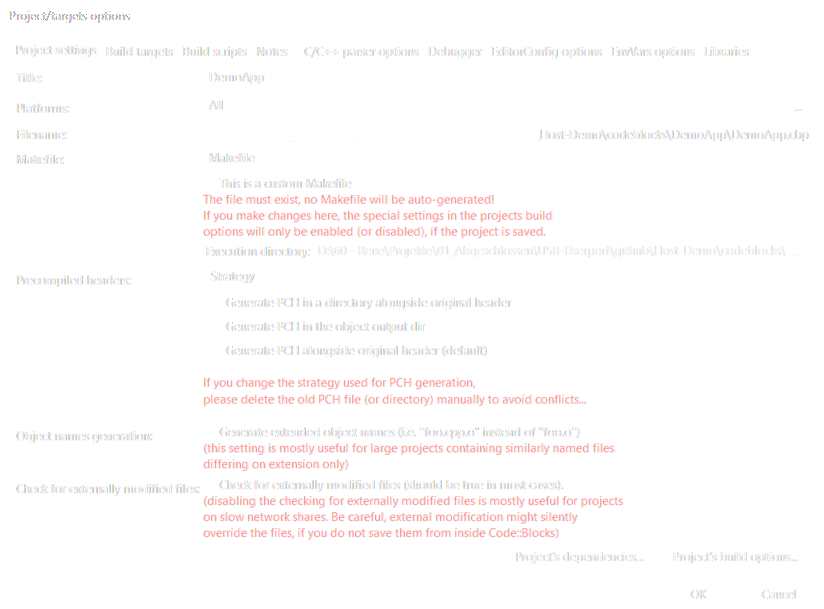 Project/targets options
Project settings Build targets Build scripts Notes C/C++ parser options Debugger EditorConfig options EnvVars options Libraries
Title: DemoApp
Platforms: All ...
Filename: Host-Demo\codeblocks\DemoApp\DemoApp.cbp
Makefile: Makefile
This is a custom Makefile
The file must exist, no Makefile will be auto-generated!
If you make changes here, the special settings in the projects build
options will only be enabled (or disabled), if the project is saved.
Execution directory: D:\60 - Rene\Projekte\01 Abgeschlossen\USB-Userport\github\Host-Demo\codeblocks\ ...
Precompiled headers: Strategy
Generate PCH in a directory alongside original header
Generate PCH in the object output dir
Generate PCH alongside original header (default)
If you change the strategy used for PCH generation,
please delete the old PCH file (or directory) manually to avoid conflicts...
Object names generation: Generate extended object names (i.e. "foo.cpp.o" instead of "foo.o")
(this setting is mostly useful for large projects containing similarly named files
differing on extension only)
Check for externally modified files: Check for externally modified files (should be true in most cases).
(disabling the checking for externally modified files is mostly useful for projects
on slow network shares. Be careful, external modification might silently
override the files, if you do not save them from inside Code::Blocks)
Project's dependencies... Project's build options...
OK Cancel